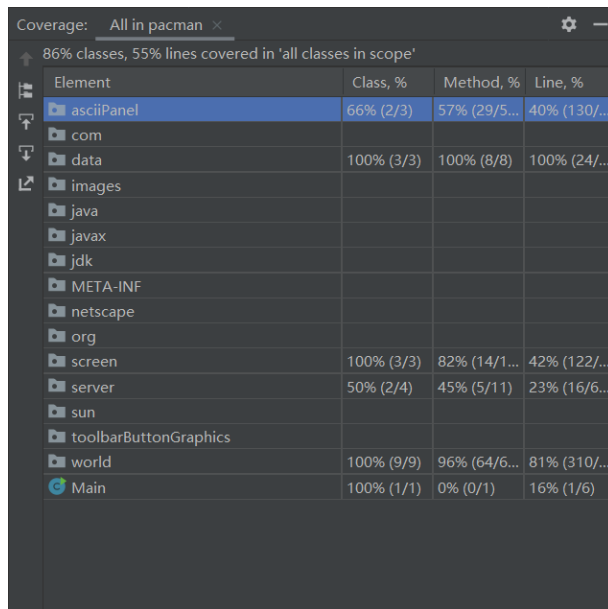 Coverage: All in pacman ×
86% classes, 55% lines covered in 'all classes in scope'
Element Class, % Method, % Line, %
asciiPanel 66% (2/3) 57% (29/5... 40% (130/...
com
data 100% (3/3) 100% (8/8) 100% (24/...
images
java
javax
jdk
META-INF
netscape
org
screen 100% (3/3) 82% (14/1... 42% (122/...
server 50% (2/4) 45% (5/11) 23% (16/6...
sun
toolbarButtonGraphics
world 100% (9/9) 96% (64/6... 81% (310/...
Main 100% (1/1) 0% (0/1) 16% (1/6)